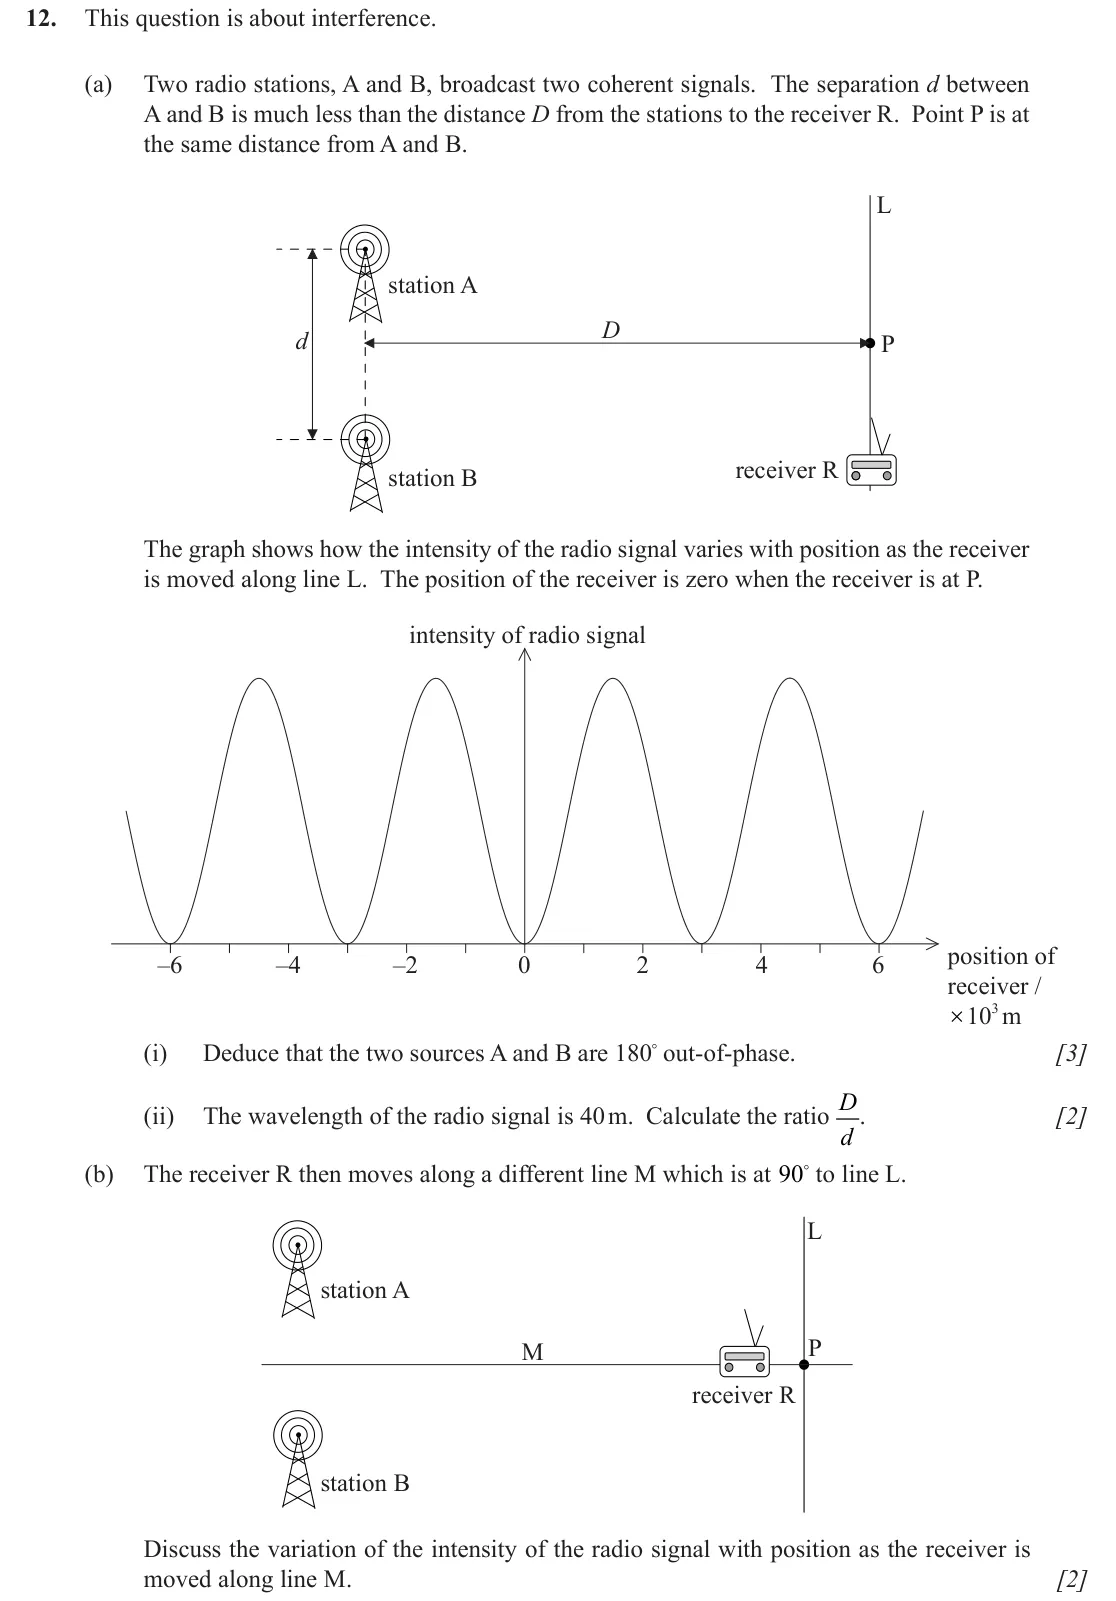 12. This question is about interference.
(a) Two radio stations, A and B, broadcast two coherent signals. The separation d between
A and B is much less than the distance D from the stations to the receiver R. Point P is at
the same distance from A and B.
L
station A
d
D
P
station B
receiver R
The graph shows how the intensity of the radio signal varies with position as the receiver
is moved along line L. The position of the receiver is zero when the receiver is at P.
intensity of radio signal
–6 –4 –2 0 2 4 6
position of
receiver /
×10³ m
(i) Deduce that the two sources A and B are 180° out-of-phase. [3]
(ii) The wavelength of the radio signal is 40 m. Calculate the ratio D/d. [2]
(b) The receiver R then moves along a different line M which is at 90° to line L.
L
station A
M
P
receiver R
station B
Discuss the variation of the intensity of the radio signal with position as the receiver is
moved along line M. [2]